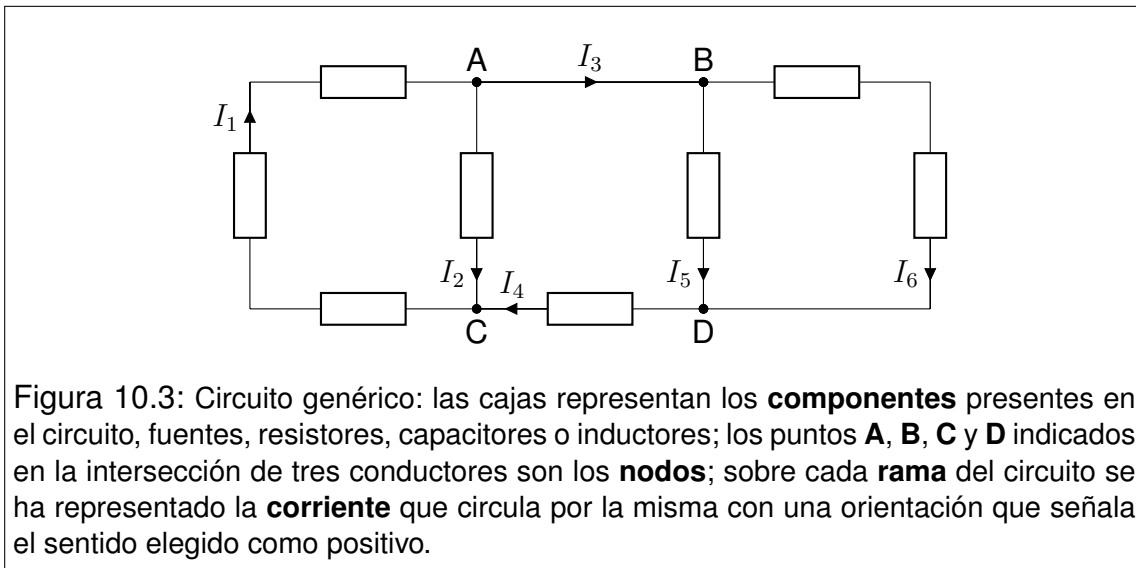 A
I3
B
I1
I2
I4
I5
I6
C
D
Figura 10.3: Circuito genérico: las cajas representan los componentes presentes en
el circuito, fuentes, resistores, capacitores o inductores; los puntos A, B, C y D indicados
en la intersección de tres conductores son los nodos; sobre cada rama del circuito se
ha representado la corriente que circula por la misma con una orientación que señala
el sentido elegido como positivo.